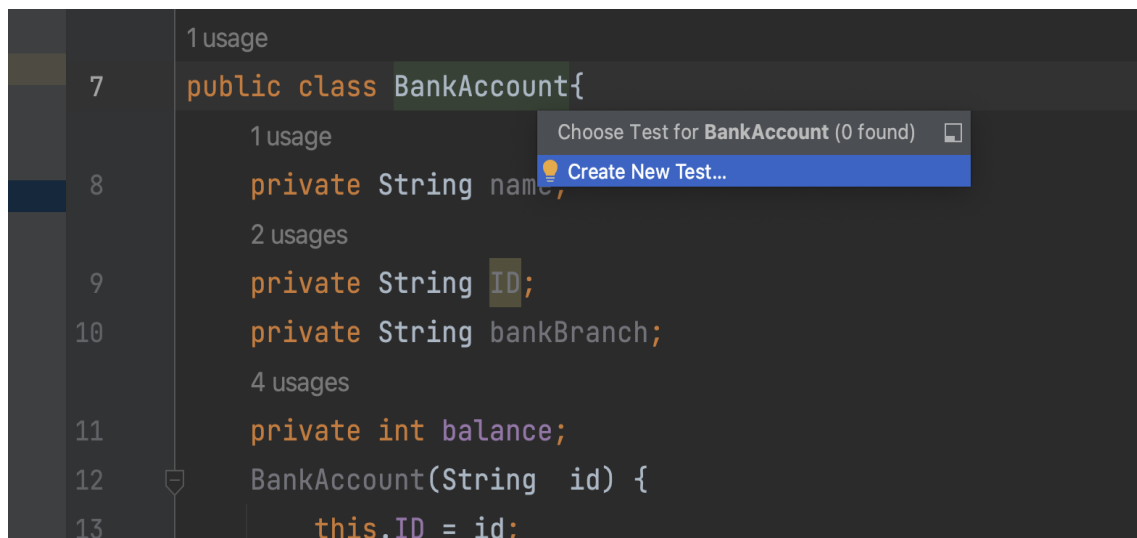 1 usage
7 public class BankAccount{
Choose Test for BankAccount (0 found)
1 usage
Create New Test...
8 private String name;
2 usages
9 private String ID;
10 private String bankBranch;
4 usages
11 private int balance;
12 BankAccount(String id) {
13 this.ID = id;